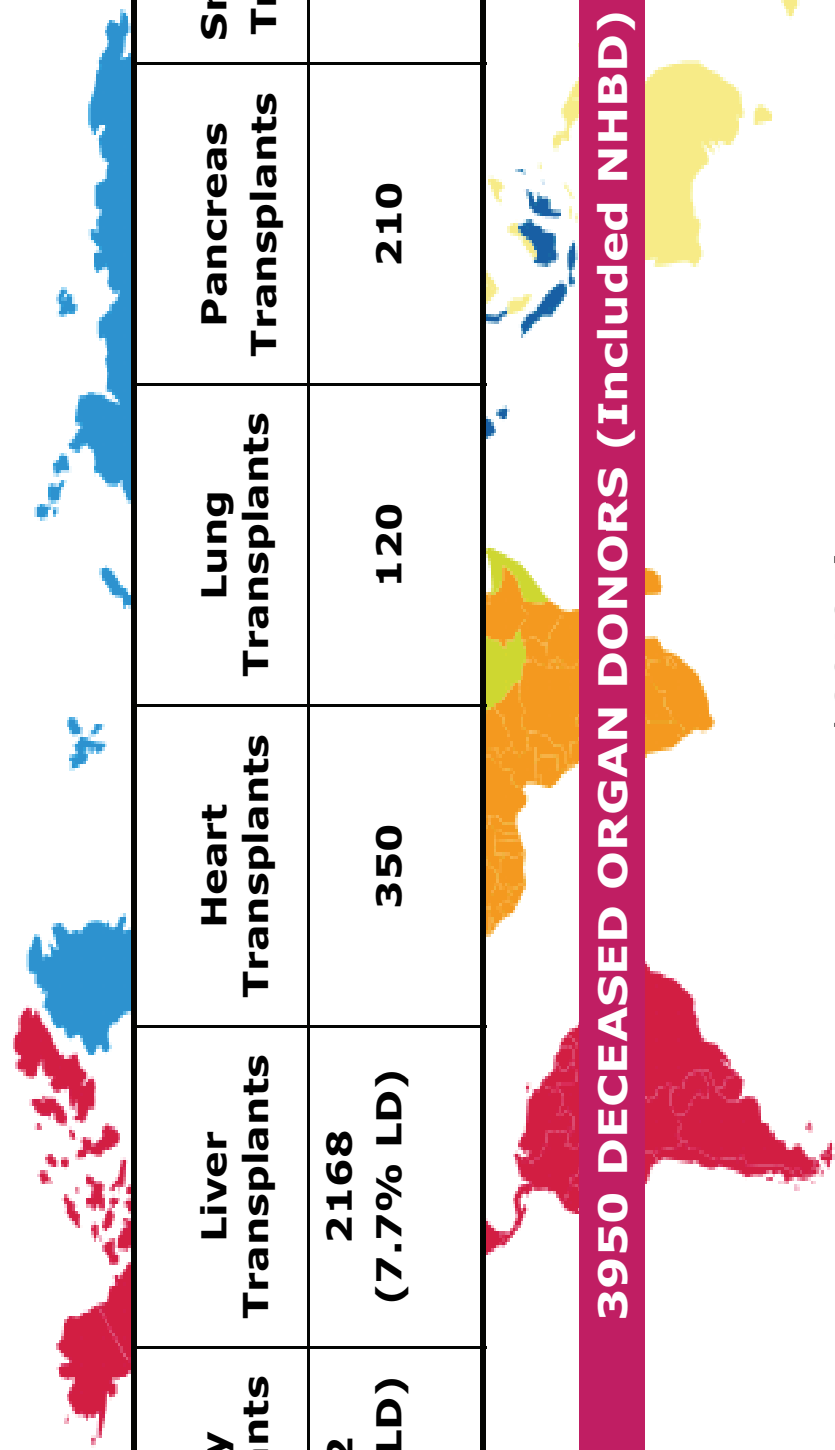 Liver
Transplants
Heart
Transplants
Lung
Transplants
Pancreas
Transplants
2168
(7.7% LD)
350
120
210
3950 DECEASED ORGAN DONORS (Included NHBD)